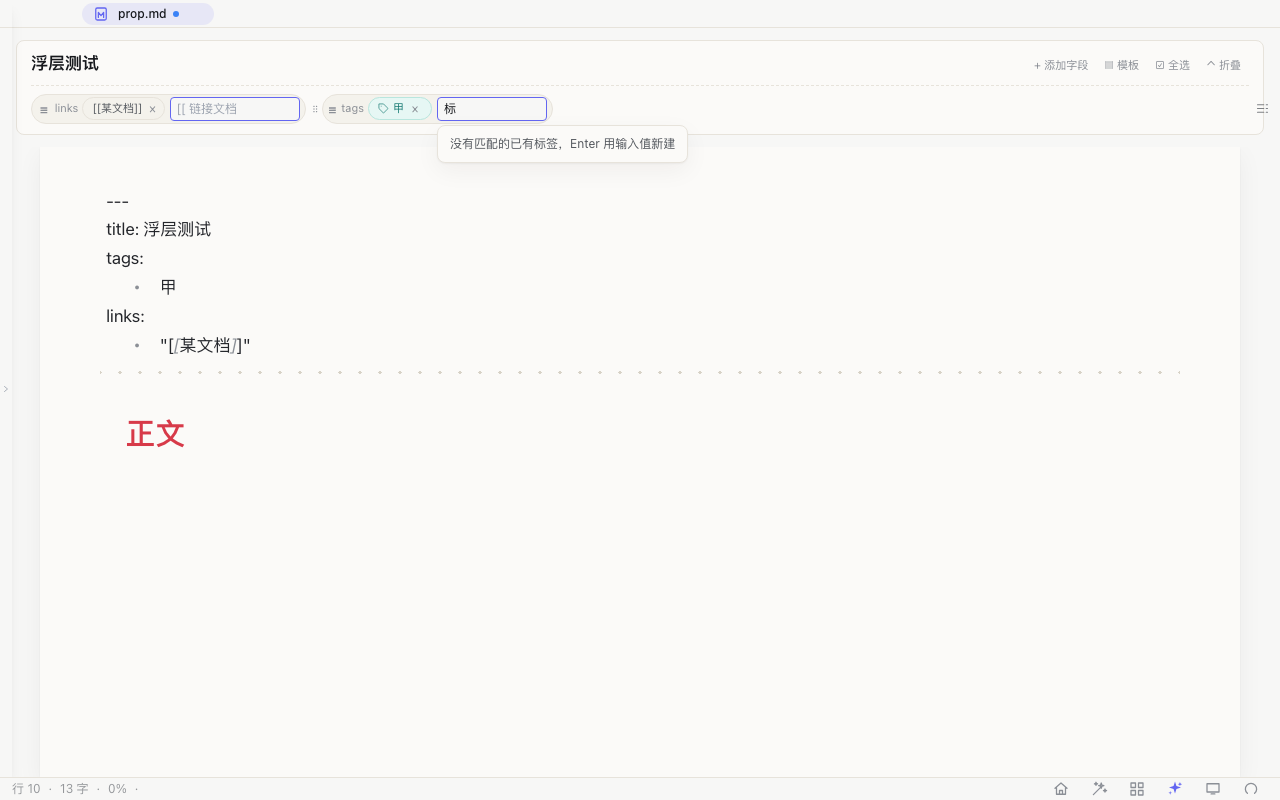 prop.md
浮层测试
+ 添加字段 模板 全选 折叠
links [[某文档]] × [[ 链接文档 tags 甲 × 标
没有匹配的已有标签，Enter 用输入值新建
---
title: 浮层测试
tags:
• 甲
links:
• "[[某文档]]"
正文
行 10 · 13 字 · 0% ·